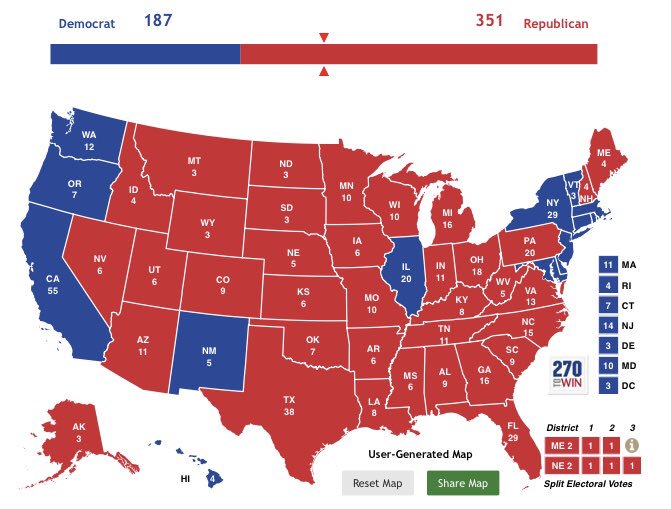 Democrat 187
351 Republican
WA
12
OR
7
CA
55
NV
6
ID
4
MT
3
WY
3
UT
6
AZ
11
CO
9
NM
5
ND
3
SD
3
NE
5
KS
6
OK
7
TX
38
MN
10
IA
6
MO
10
AR
6
LA
8
WI
10
IL
20
MI
16
IN
11
OH
18
KY
8
TN
11
MS
6
AL
9
GA
16
FL
29
SC
9
NC
15
VA
13
WV
5
PA
20
NY
29
VT
3
4
NH
ME
4
AK
3
HI
4
11 MA
4 RI
7 CT
14 NJ
3 DE
10 MD
3 DC
270
TO WIN
User-Generated Map
Reset Map
Share Map
District 1 2 3
ME 2 1 1 i
NE 2 1 1 1
Split Electoral Votes